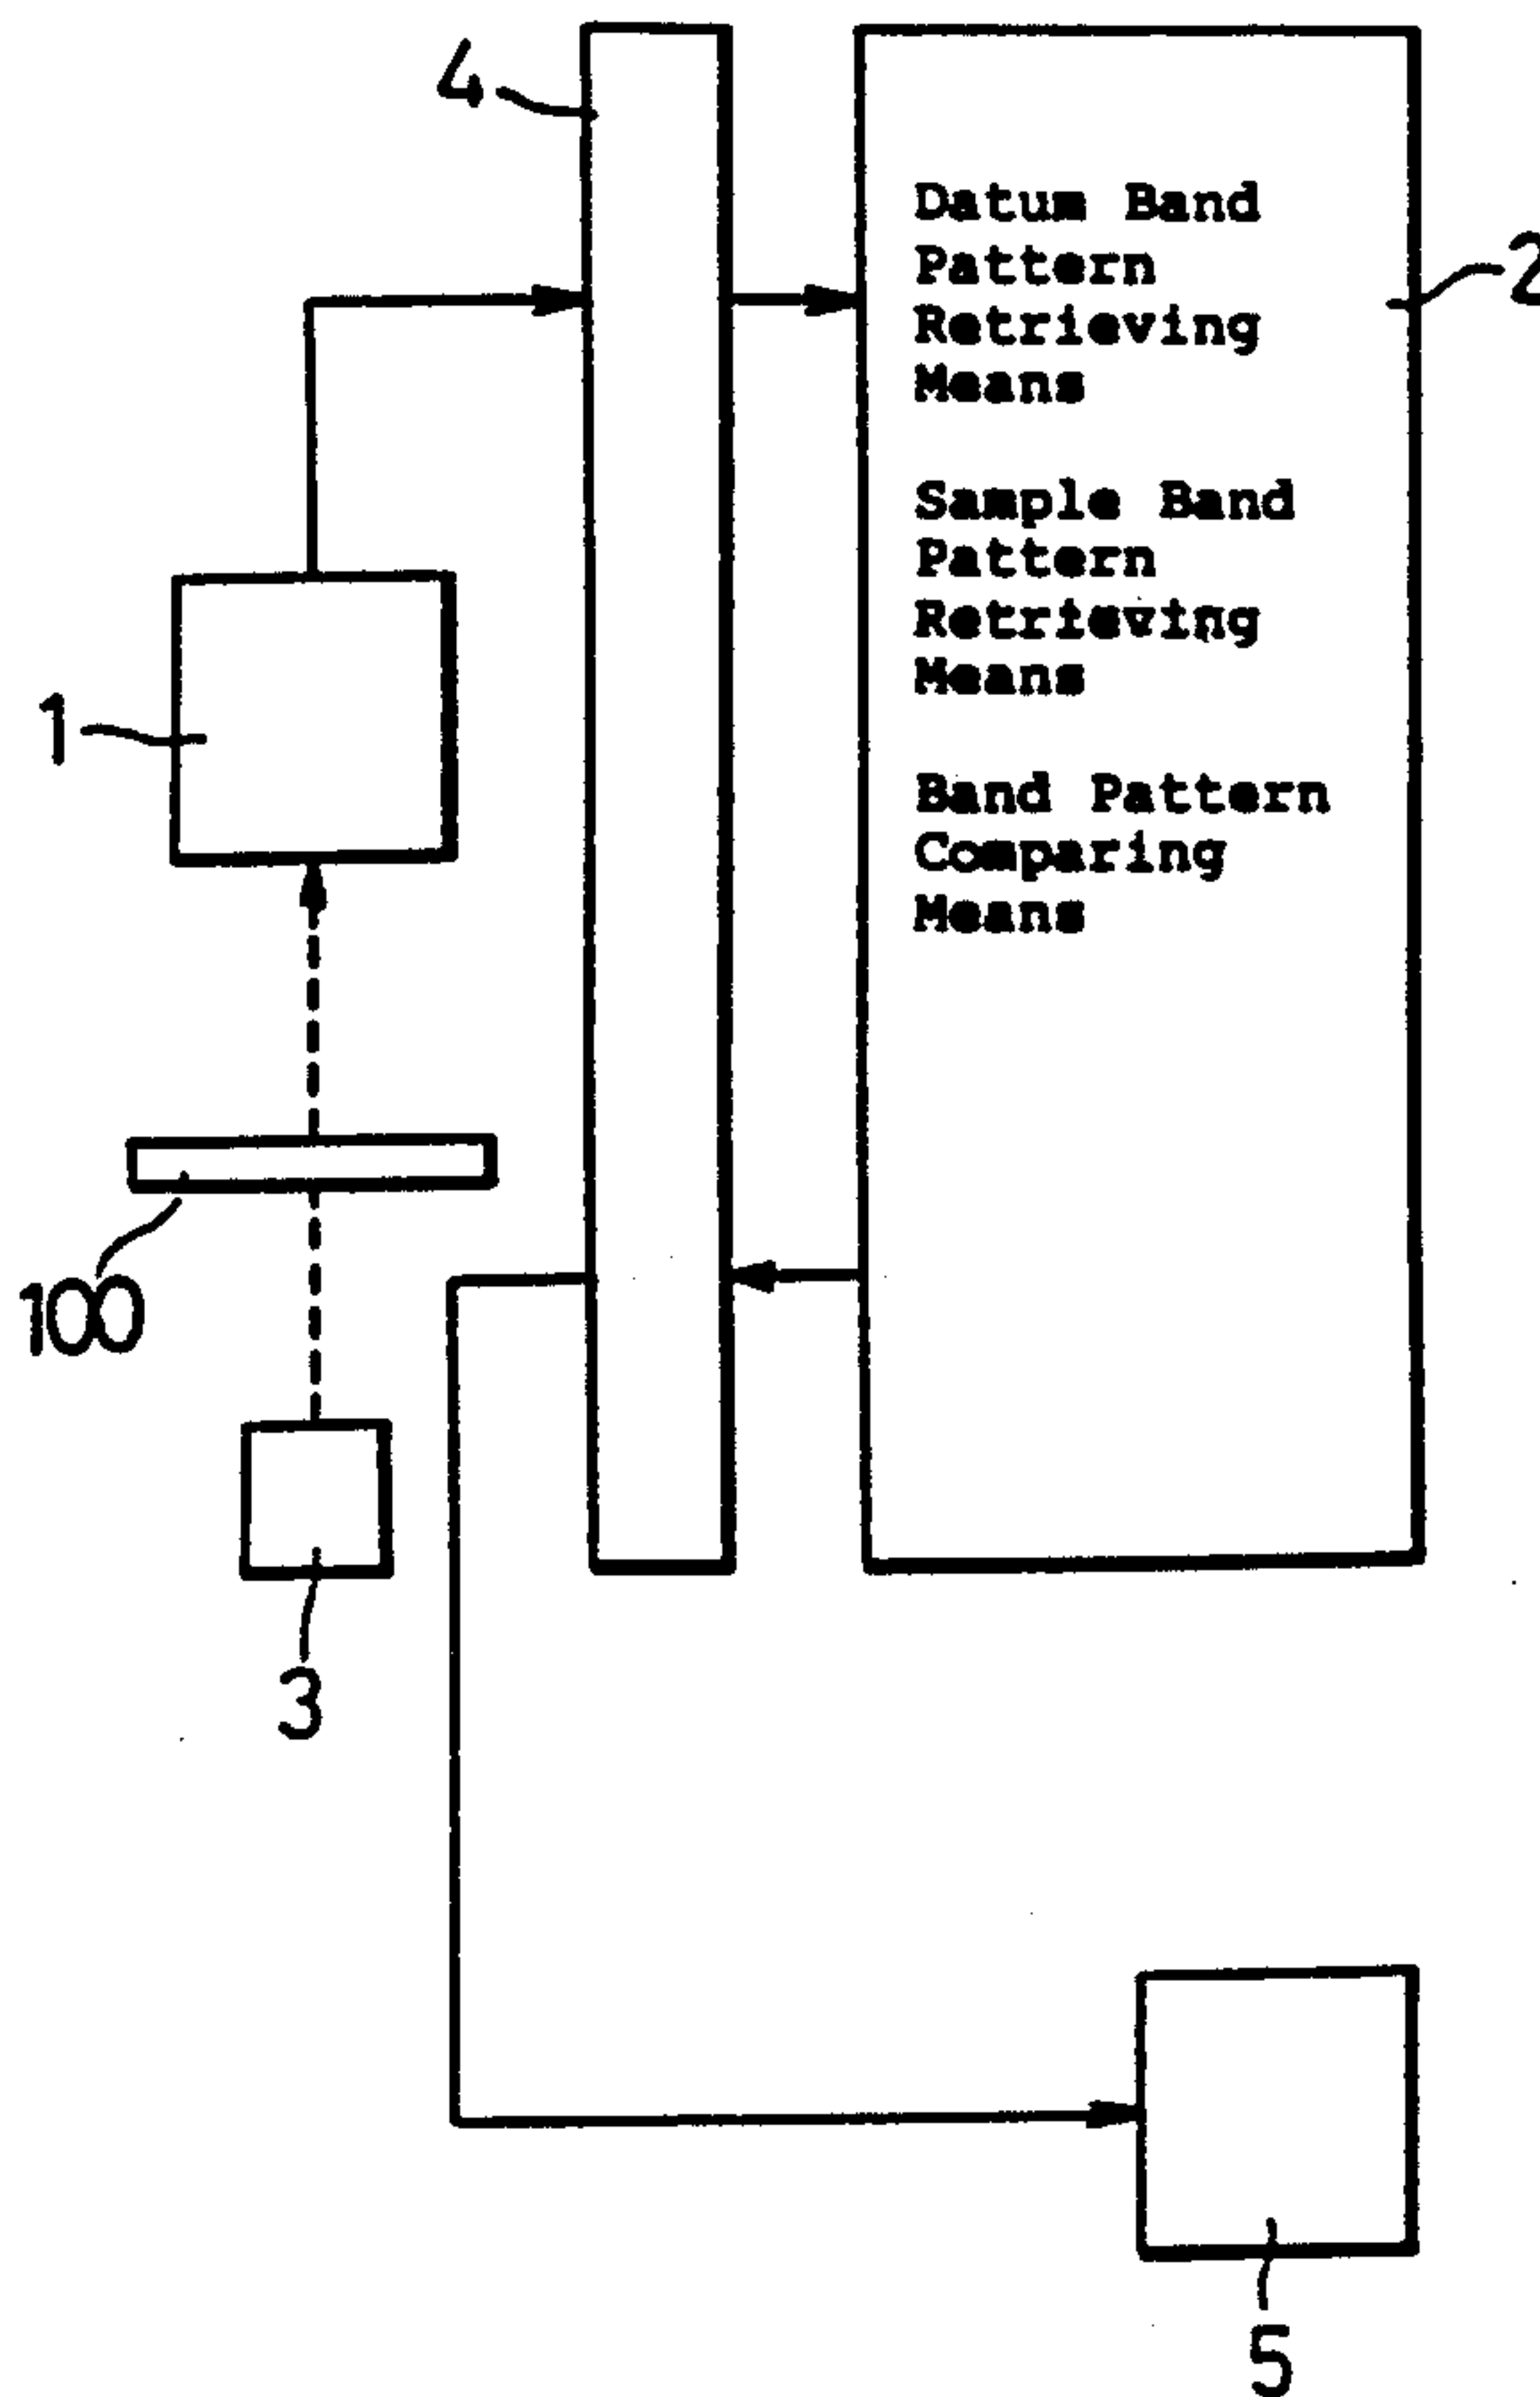 4
Datum Band
Pattern
Retrieving
Means
2
Sample Band
Pattern
Retrieving
Means
1
Band Pattern
Comparing
Means
100
3
5